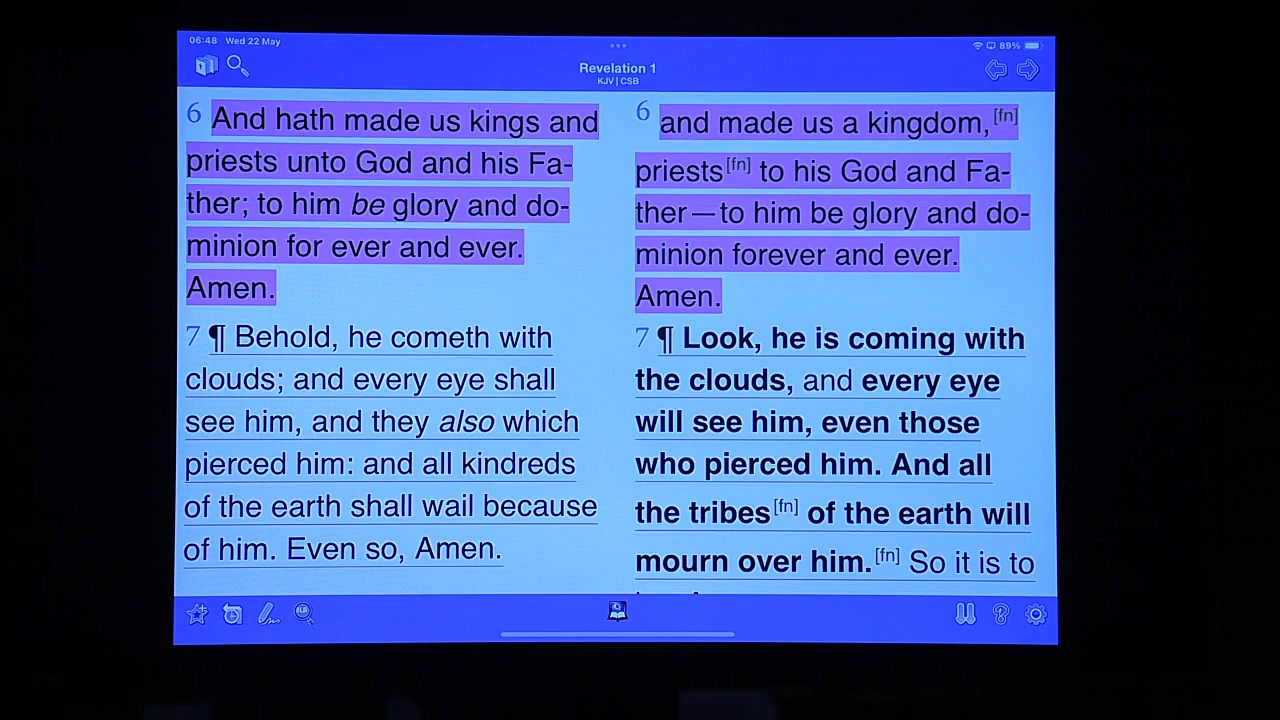 06:48 Wed 22 May
89%
Revelation 1
KJV | CSB
6 And hath made us kings and
priests unto God and his Fa-
ther; to him be glory and do-
minion for ever and ever.
Amen.
7 ¶ Behold, he cometh with
clouds; and every eye shall
see him, and they also which
pierced him: and all kindreds
of the earth shall wail because
of him. Even so, Amen.
6 and made us a kingdom,[fn]
priests[fn] to his God and Fa-
ther—to him be glory and do-
minion forever and ever.
Amen.
7 ¶ Look, he is coming with
the clouds, and every eye
will see him, even those
who pierced him. And all
the tribes[fn] of the earth will
mourn over him.[fn] So it is to